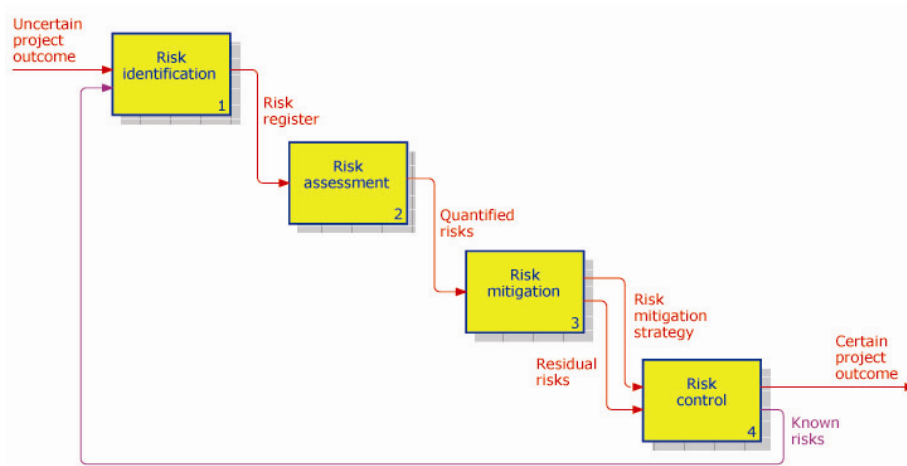 Uncertain
project
outcome
Risk
identification
1
Risk
register
Risk
assessment
2
Quantified
risks
Risk
mitigation
3
Risk
mitigation
strategy
Residual
risks
Risk
control
4
Certain
project
outcome
Known
risks